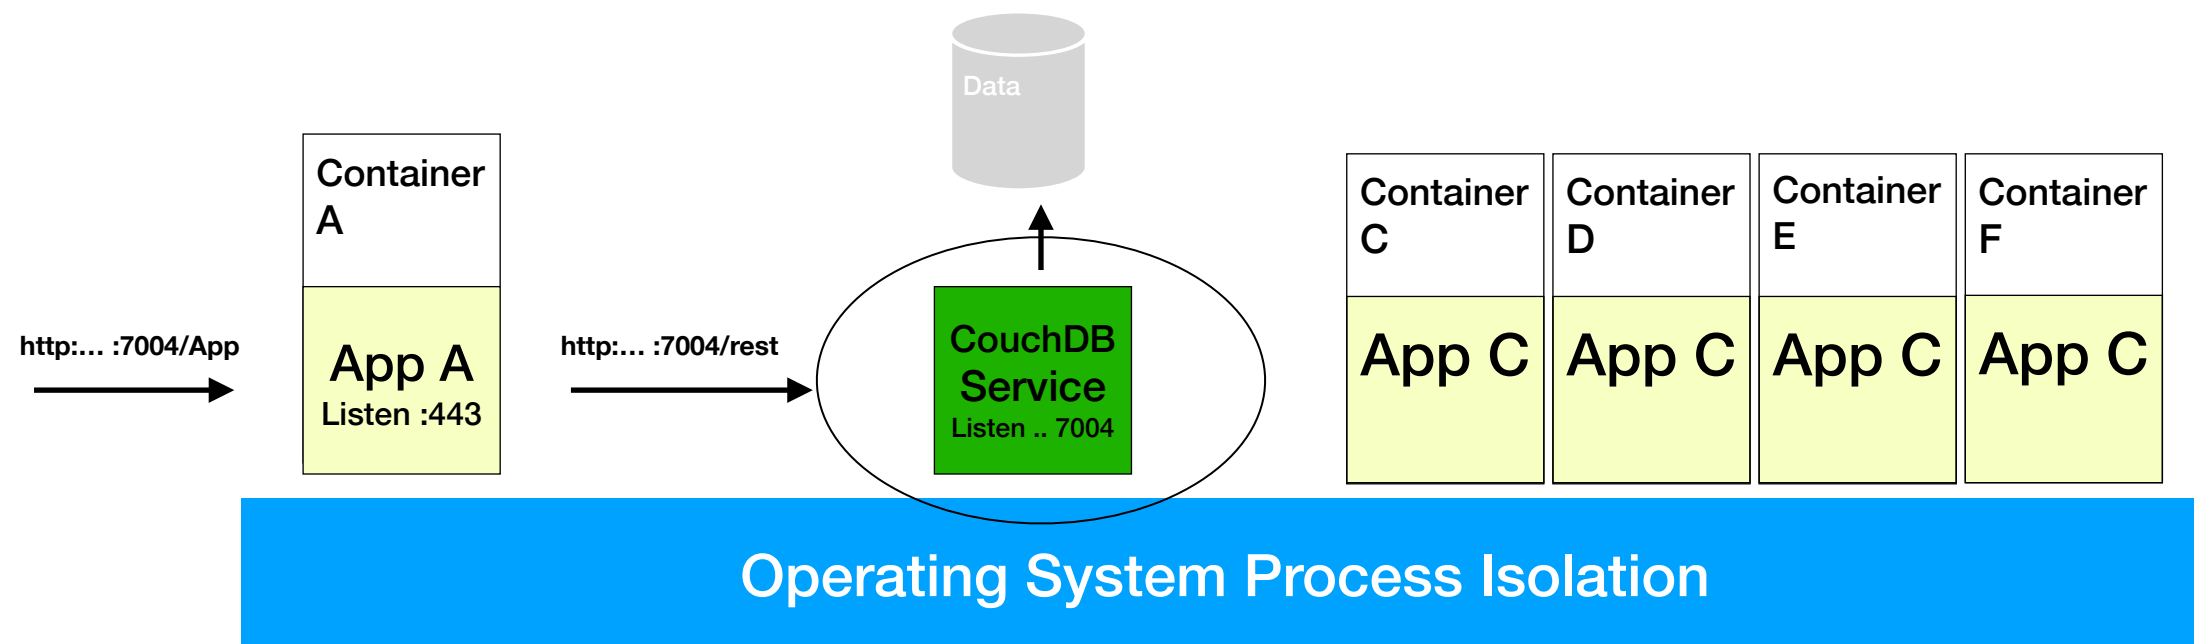 Data
Container
A
http:... :7004/App
App A
Listen :443
http:... :7004/rest
CouchDB
Service
Listen .. 7004
Container
C
App C
Container
D
App C
Container
E
App C
Container
F
App C
Operating System Process Isolation